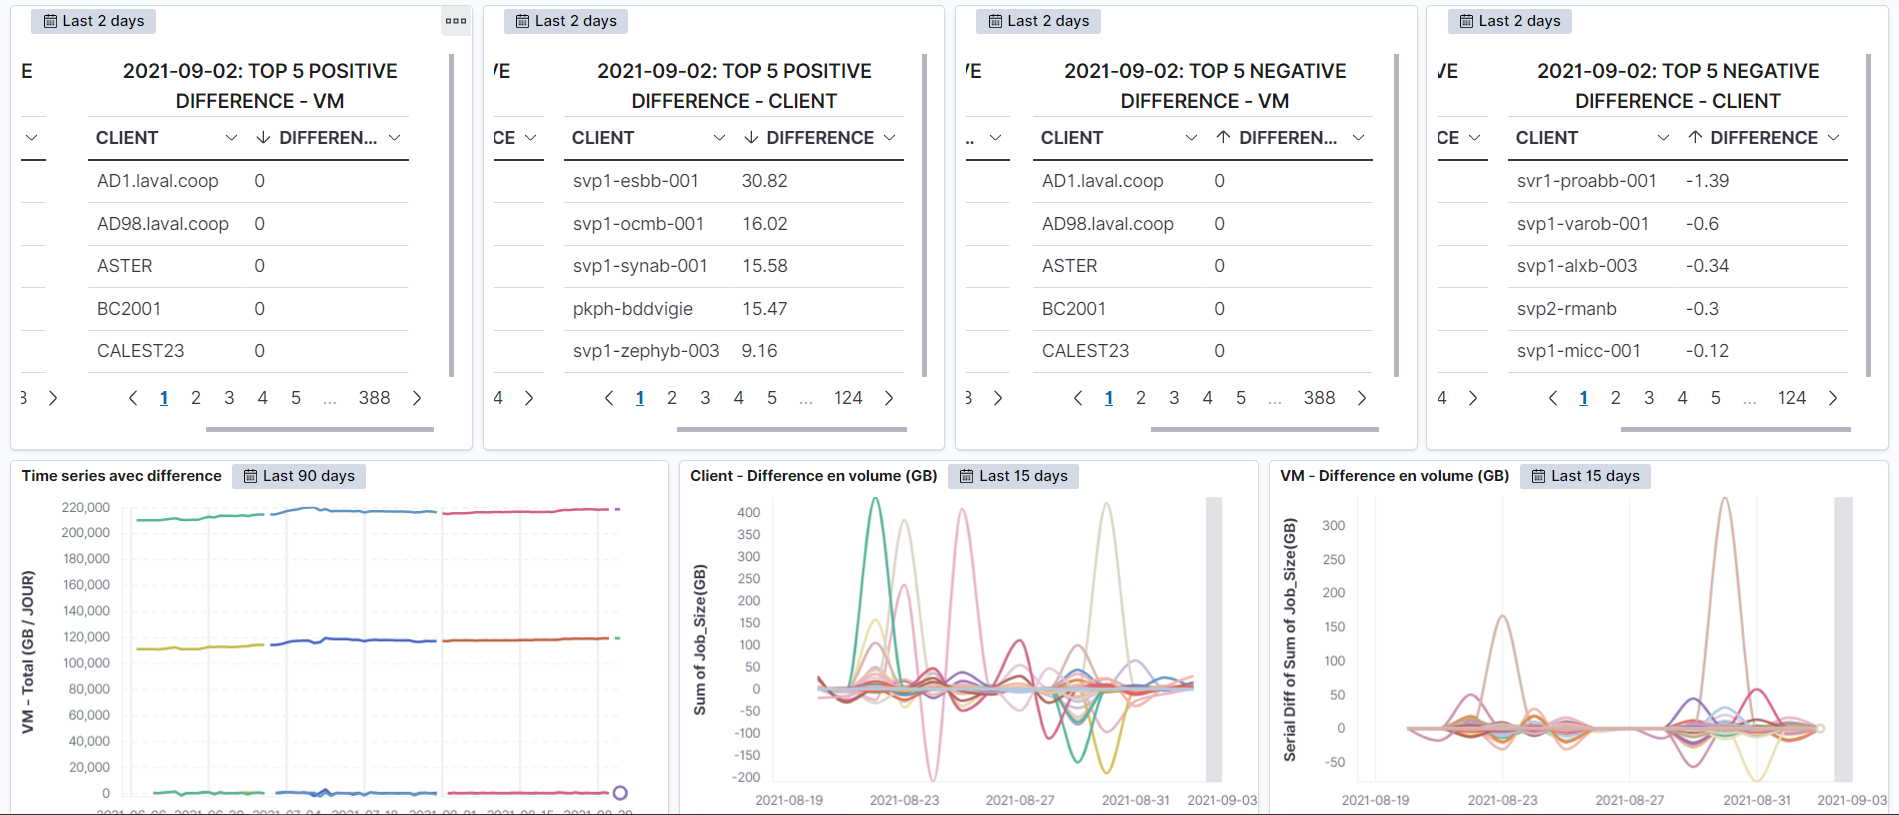 Last 2 days
E
2021-09-02: TOP 5 POSITIVE
DIFFERENCE - VM
CLIENT DIFFEREN...
AD1.laval.coop 0
AD98.laval.coop 0
ASTER 0
BC2001 0
CALEST23 0
1 2 3 4 5 ... 388
Last 2 days
/E
2021-09-02: TOP 5 POSITIVE
DIFFERENCE - CLIENT
CE CLIENT DIFFERENCE
svp1-esbb-001 30.82
svp1-ocmb-001 16.02
svp1-synab-001 15.58
pkph-bddvigie 15.47
svp1-zephyb-003 9.16
4 1 2 3 4 5 ... 124
Last 2 days
/E
2021-09-02: TOP 5 NEGATIVE
DIFFERENCE - VM
.. CLIENT DIFFEREN...
AD1.laval.coop 0
AD98.laval.coop 0
ASTER 0
BC2001 0
CALEST23 0
1 2 3 4 5 ... 388
Last 2 days
VE
2021-09-02: TOP 5 NEGATIVE
DIFFERENCE - CLIENT
CE CLIENT DIFFERENCE
svr1-proabb-001 -1.39
svp1-varob-001 -0.6
svp1-alxb-003 -0.34
svp2-rmanb -0.3
svp1-micc-001 -0.12
4 1 2 3 4 5 ... 124
Time series avec difference Last 90 days
VM - Total (GB / JOUR)
220,000
200,000
180,000
160,000
140,000
120,000
100,000
80,000
60,000
40,000
20,000
0
Client - Difference en volume (GB) Last 15 days
Sum of Job_Size(GB)
400
350
300
250
200
150
100
50
0
-50
-100
-150
-200
2021-08-19 2021-08-23 2021-08-27 2021-08-31 2021-09-03
VM - Difference en volume (GB) Last 15 days
Serial Diff of Sum of Job_Size(GB)
300
250
200
150
100
50
0
-50
2021-08-19 2021-08-23 2021-08-27 2021-08-31 2021-09-03